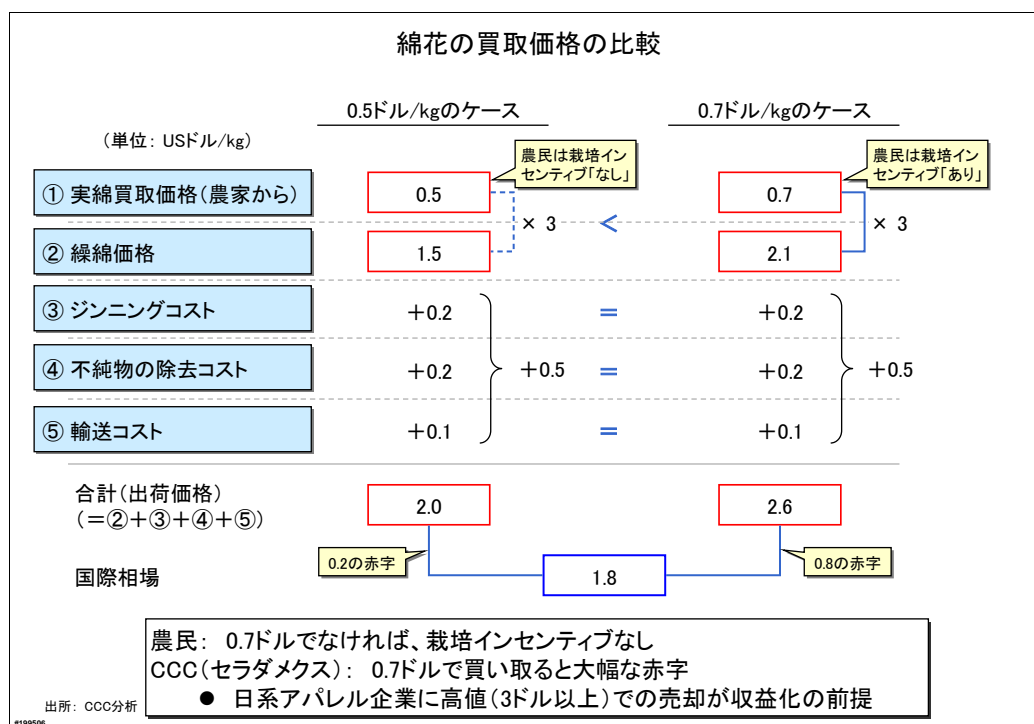 綿花の買取価格の比較
0.5ドル/kgのケース
0.7ドル/kgのケース
（単位： USドル/kg）
農民は栽培イン
センティブ「なし」
農民は栽培イン
センティブ「あり」
① 実綿買取価格（農家から）
0.5
0.7
× 3
＜
× 3
② 繰綿価格
1.5
2.1
③ ジンニングコスト
＋0.2
＝
＋0.2
④ 不純物の除去コスト
＋0.2
＋0.5
＝
＋0.2
＋0.5
⑤ 輸送コスト
＋0.1
＝
＋0.1
合計（出荷価格）
（＝②＋③＋④＋⑤）
2.0
2.6
0.2の赤字
0.8の赤字
国際相場
1.8
農民： 0.7ドルでなければ、栽培インセンティブなし
CCC（セラダメクス）： 0.7ドルで買い取ると大幅な赤字
● 日系アパレル企業に高値（3ドル以上）での売却が収益化の前提
出所： CCC分析
#199506